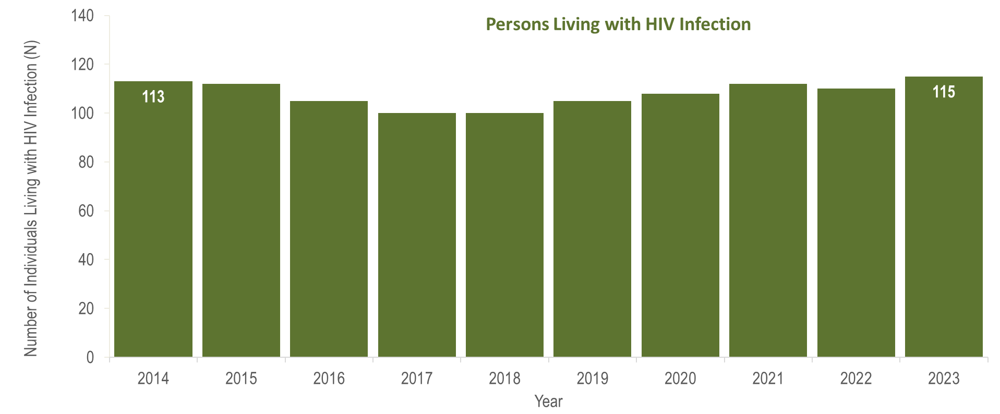 Persons Living with HIV Infection
Number of Individuals Living with HIV Infection (N)
140
120
100
80
60
40
20
0
113
115
2014 2015 2016 2017 2018 2019 2020 2021 2022 2023
Year